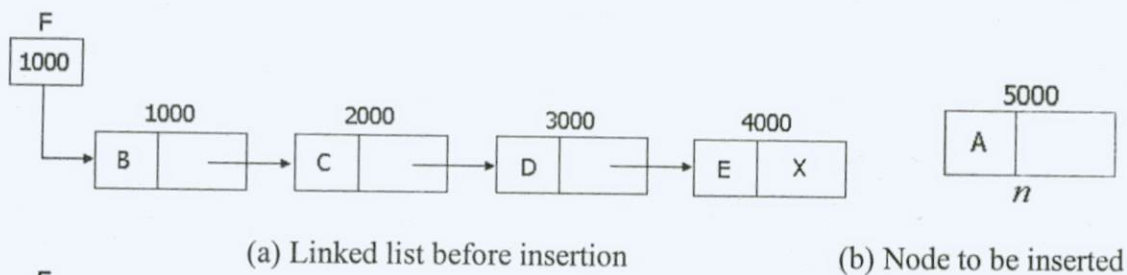 F
1000
1000 2000 3000 4000 5000
B C D E X A
n
(a) Linked list before insertion (b) Node to be inserted